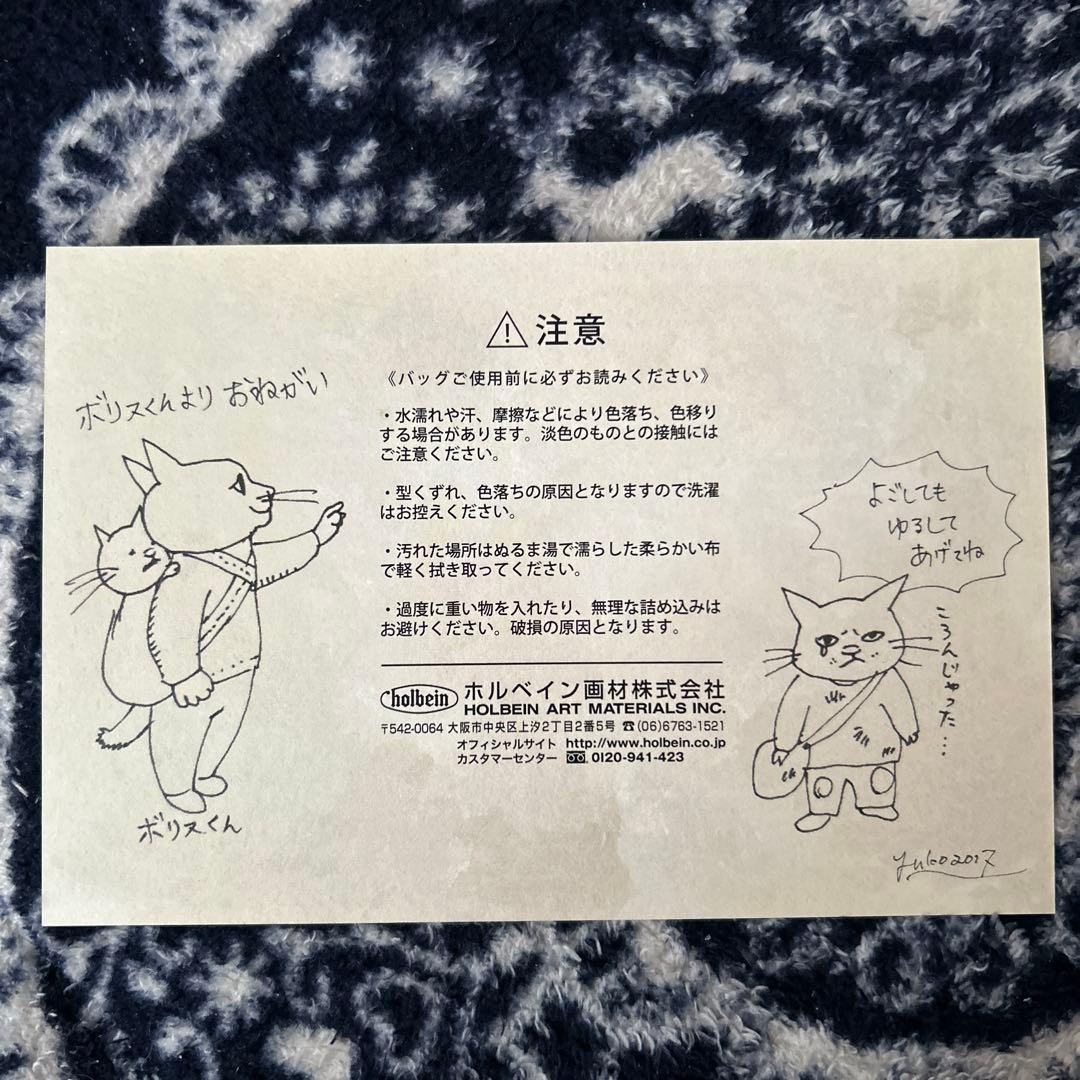 注意
《バッグご使用前に必ずお読みください》
・水濡れや汗、摩擦などにより色落ち、色移り
する場合があります。淡色のものとの接触には
ご注意ください。
・型くずれ、色落ちの原因となりますので洗濯
はお控えください。
・汚れた場所はぬるま湯で濡らした柔らかい布
で軽く拭き取ってください。
・過度に重い物を入れたり、無理な詰め込みは
お避けください。破損の原因となります。
holbein ホルベイン画材株式会社
HOLBEIN ART MATERIALS INC.
〒542-0064 大阪市中央区上汐2丁目2番5号 ☎(06)6763-1521
オフィシャルサイト http://www.holbein.co.jp
カスタマーセンター 0120-941-423
ボリスくんより おねがい
ボリスくん
よごしても
ゆるして
あげてね
ころんじゃった…
Yuko2017